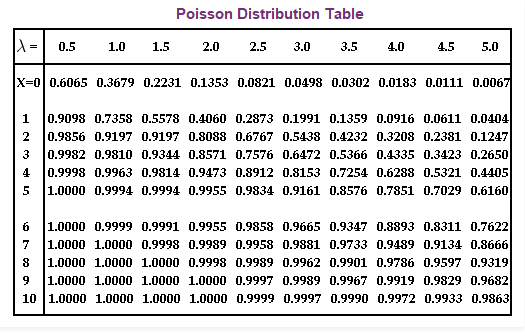 Poisson Distribution Table
λ = 0.5 1.0 1.5 2.0 2.5 3.0 3.5 4.0 4.5 5.0
X=0 0.6065 0.3679 0.2231 0.1353 0.0821 0.0498 0.0302 0.0183 0.0111 0.0067
1 0.9098 0.7358 0.5578 0.4060 0.2873 0.1991 0.1359 0.0916 0.0611 0.0404
2 0.9856 0.9197 0.9197 0.8088 0.6767 0.5438 0.4232 0.3208 0.2381 0.1247
3 0.9982 0.9810 0.9344 0.8571 0.7576 0.6472 0.5366 0.4335 0.3423 0.2650
4 0.9998 0.9963 0.9814 0.9473 0.8912 0.8153 0.7254 0.6288 0.5321 0.4405
5 1.0000 0.9994 0.9994 0.9955 0.9834 0.9161 0.8576 0.7851 0.7029 0.6160
6 1.0000 0.9999 0.9991 0.9955 0.9858 0.9665 0.9347 0.8893 0.8311 0.7622
7 1.0000 1.0000 0.9998 0.9989 0.9958 0.9881 0.9733 0.9489 0.9134 0.8666
8 1.0000 1.0000 1.0000 0.9998 0.9989 0.9962 0.9901 0.9786 0.9597 0.9319
9 1.0000 1.0000 1.0000 1.0000 0.9997 0.9989 0.9967 0.9919 0.9829 0.9682
10 1.0000 1.0000 1.0000 1.0000 0.9999 0.9997 0.9990 0.9972 0.9933 0.9863